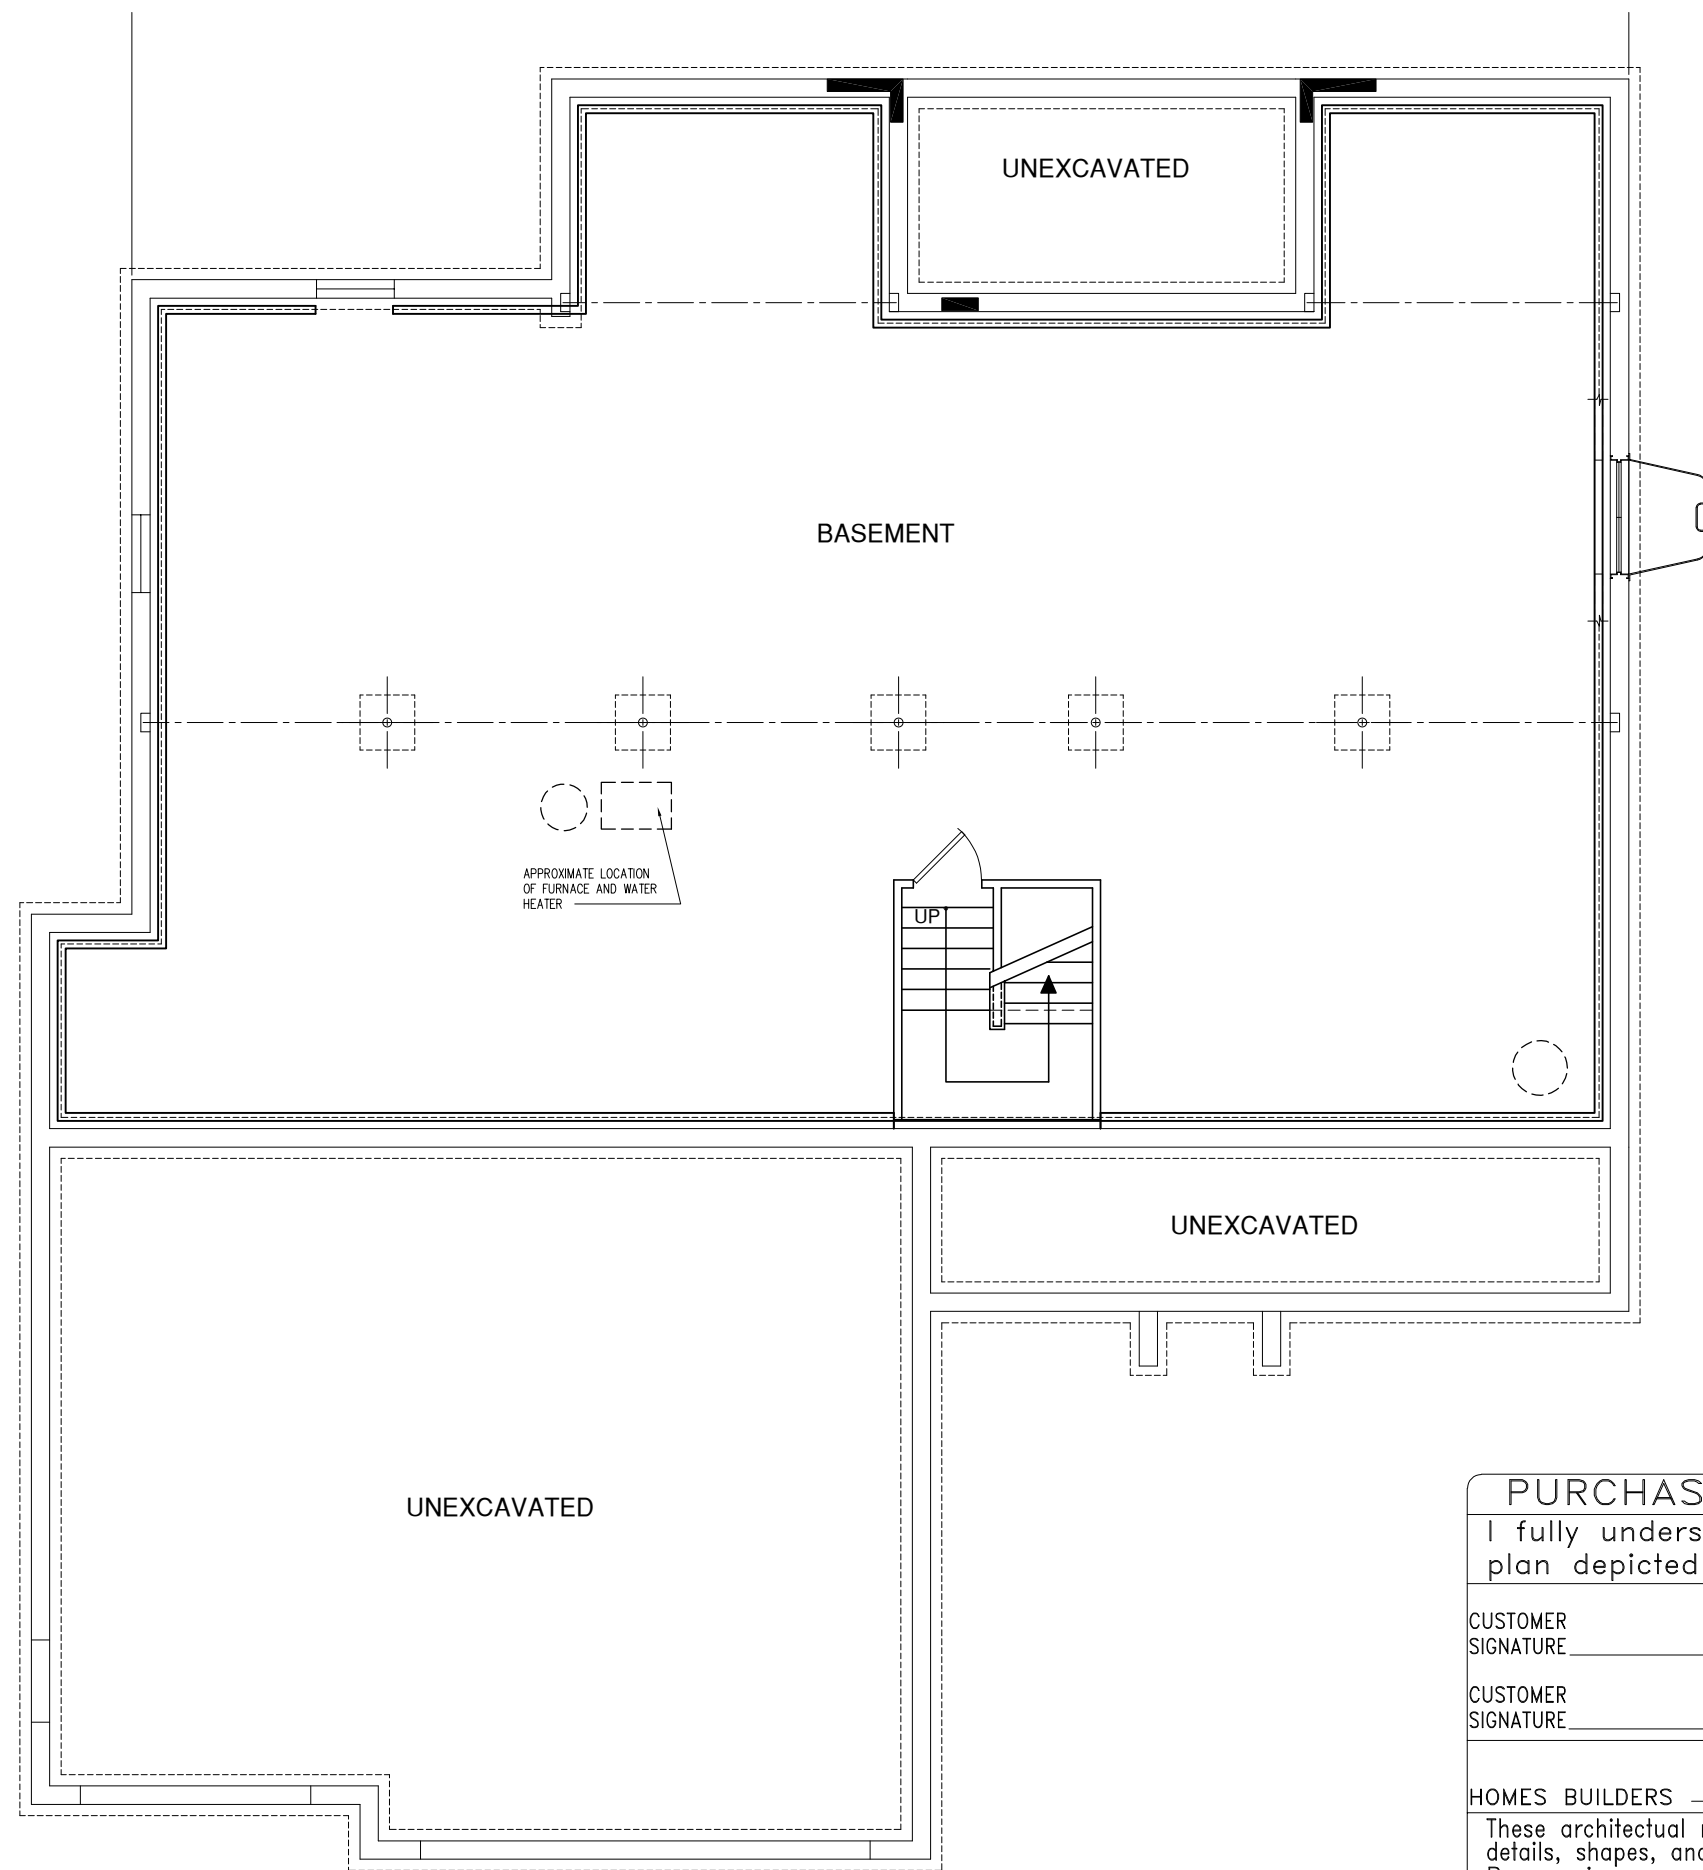 UNEXCAVATED
BASEMENT
APPROXIMATE LOCATION
OF FURNACE AND WATER
HEATER
UP
UNEXCAVATED
UNEXCAVATED
PURCHAS
I fully unders
plan depicted
CUSTOMER
SIGNATURE
CUSTOMER
SIGNATURE
HOMES BUILDERS
These architectual
details, shapes, and